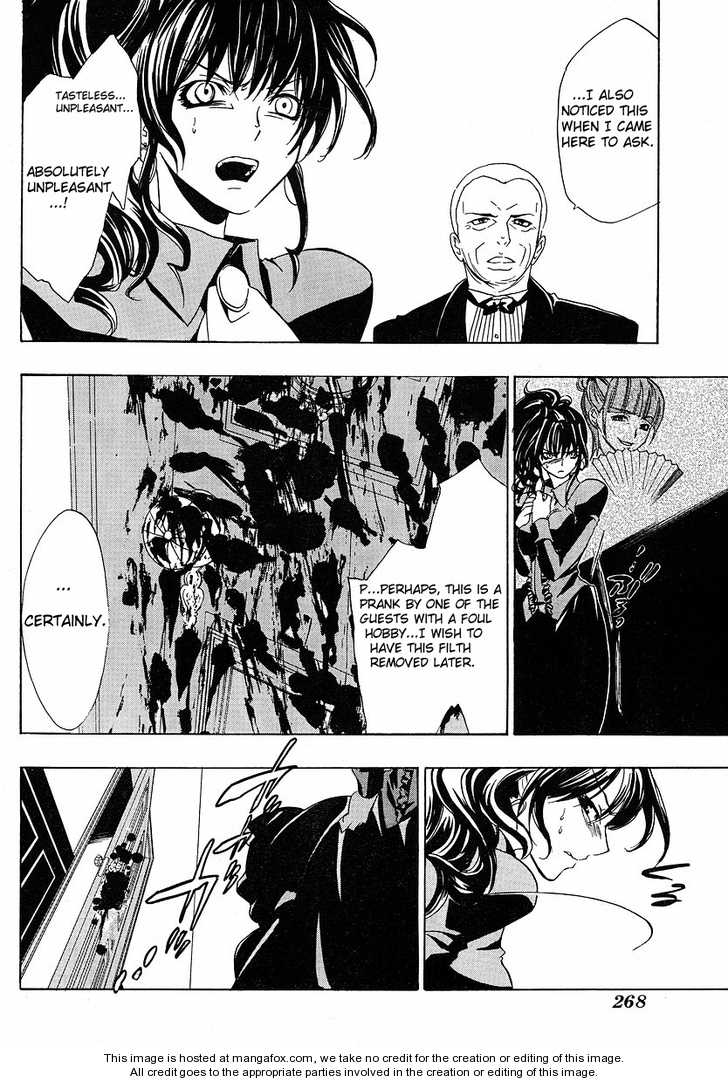 ...I ALSO
NOTICED THIS
WHEN I CAME
HERE TO ASK.
TASTELESS...
UNPLEASANT...
ABSOLUTELY
UNPLEASANT
...!
P...PERHAPS, THIS IS A
PRANK BY ONE OF THE
GUESTS WITH A FOUL
HOBBY...I WISH TO
HAVE THIS FILTH
REMOVED LATER.
...
CERTAINLY.
268
This image is hosted at mangafox.com, we take no credit for the creation or editing of this image.
All credit goes to the appropriate parties involved in the creation or editing of this image.